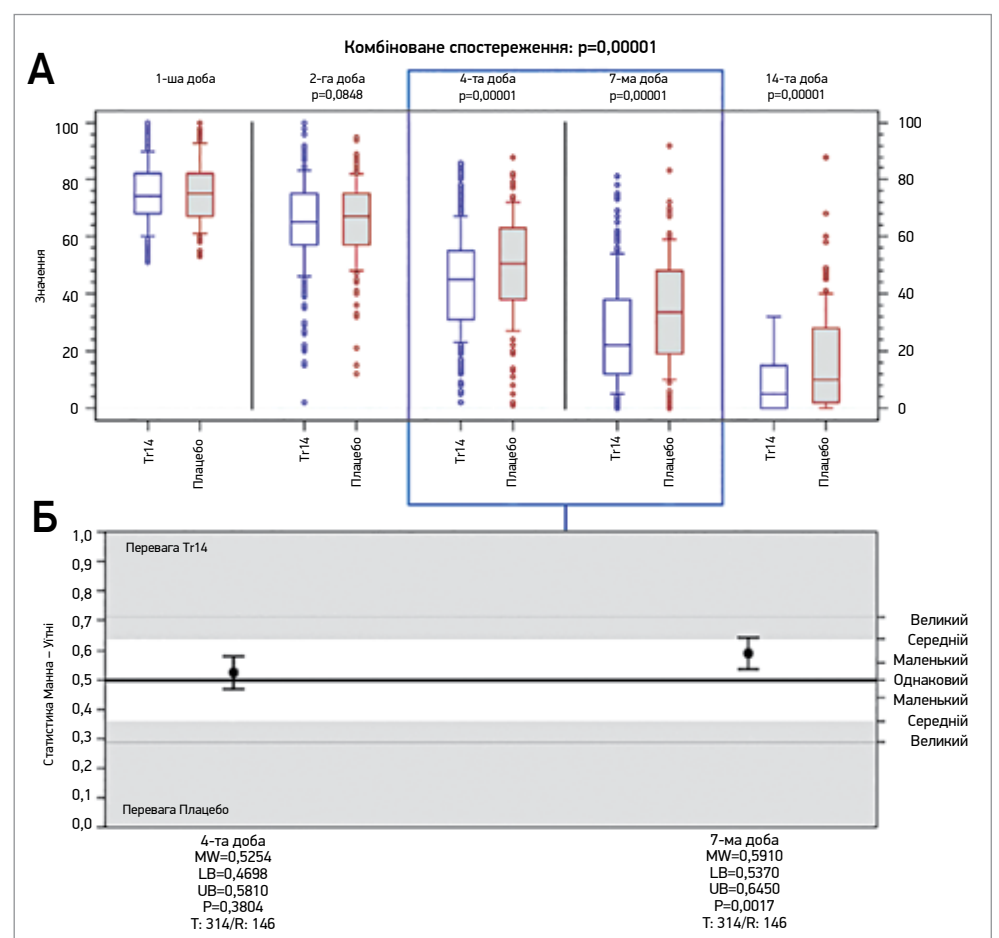 Комбіноване спостереження: p=0,00001
А
1-ша доба
2-га доба
p=0,0848
4-та доба
p=0,00001
7-ма доба
p=0,00001
14-та доба
p=0,00001
Значення
100
80
60
40
20
0
100
80
60
40
20
0
Tr14
Плацебо
Tr14
Плацебо
Tr14
Плацебо
Tr14
Плацебо
Tr14
Плацебо
Б
Статистика Манна – Уїтні
1,0
0,9
0,8
0,7
0,6
0,5
0,4
0,3
0,2
0,1
0,0
Перевага Tr14
Перевага Плацебо
Великий
Середній
Маленький
Однаковий
Маленький
Середній
Великий
4-та доба
MW=0,5254
LB=0,4698
UB=0,5810
P=0,3804
T: 314/R: 146
7-ма доба
MW=0,5910
LB=0,5370
UB=0,6450
P=0,0017
T: 314/R: 146